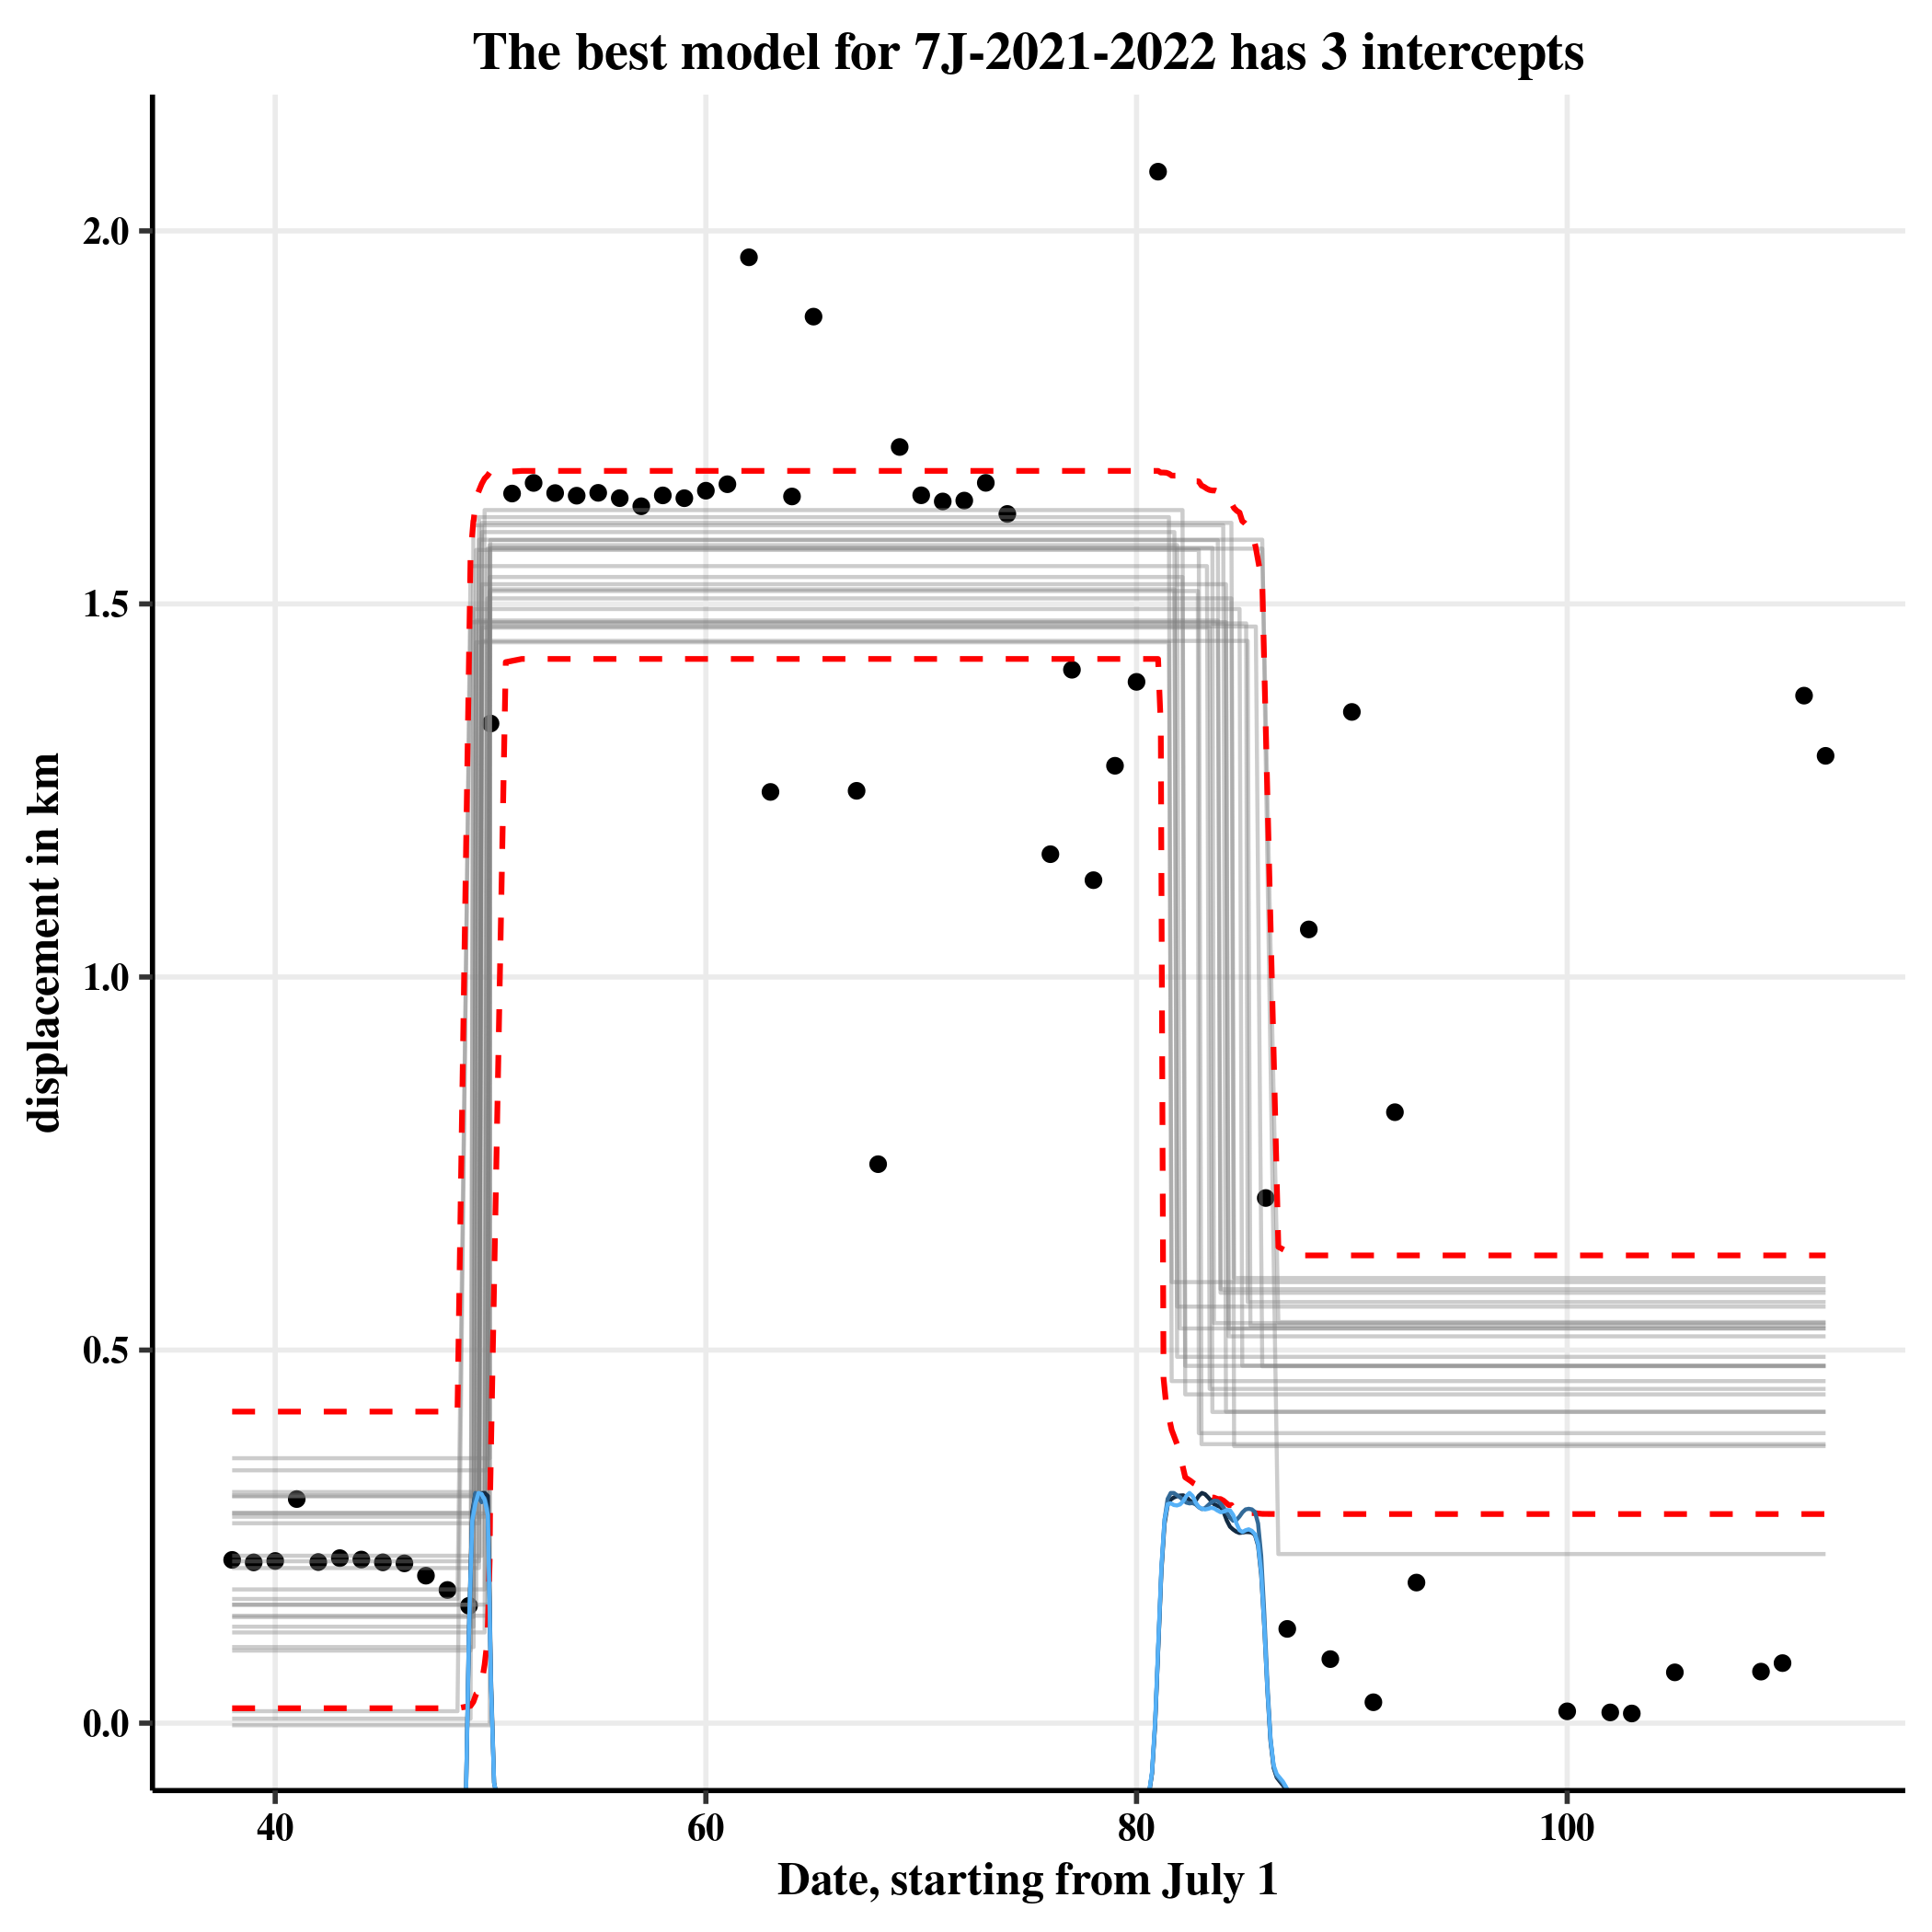 The best model for 7J-2021-2022 has 3 intercepts
2.0
1.5
1.0
0.5
0.0
displacement in km
40 60 80 100
Date, starting from July 1